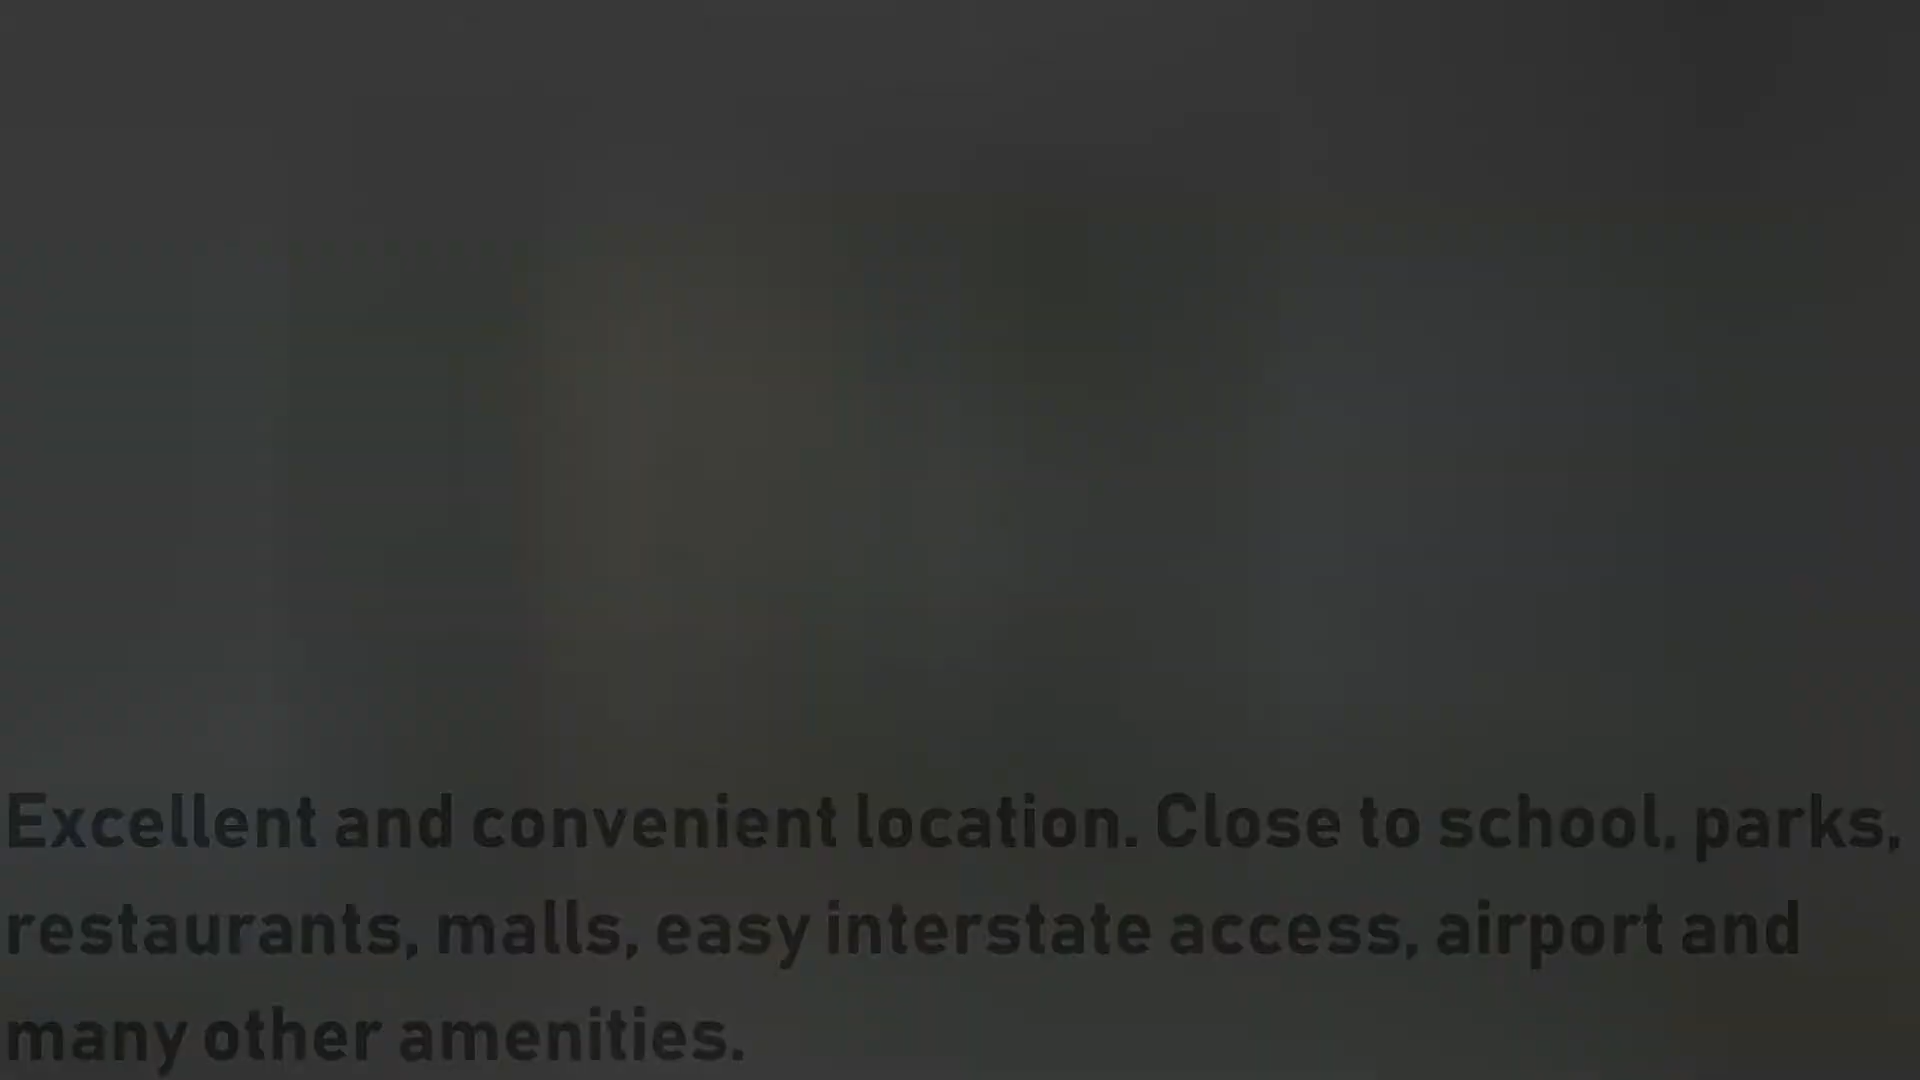 Excellent and convenient location. Close to school, parks,
restaurants, malls, easy interstate access, airport and
many other amenities.